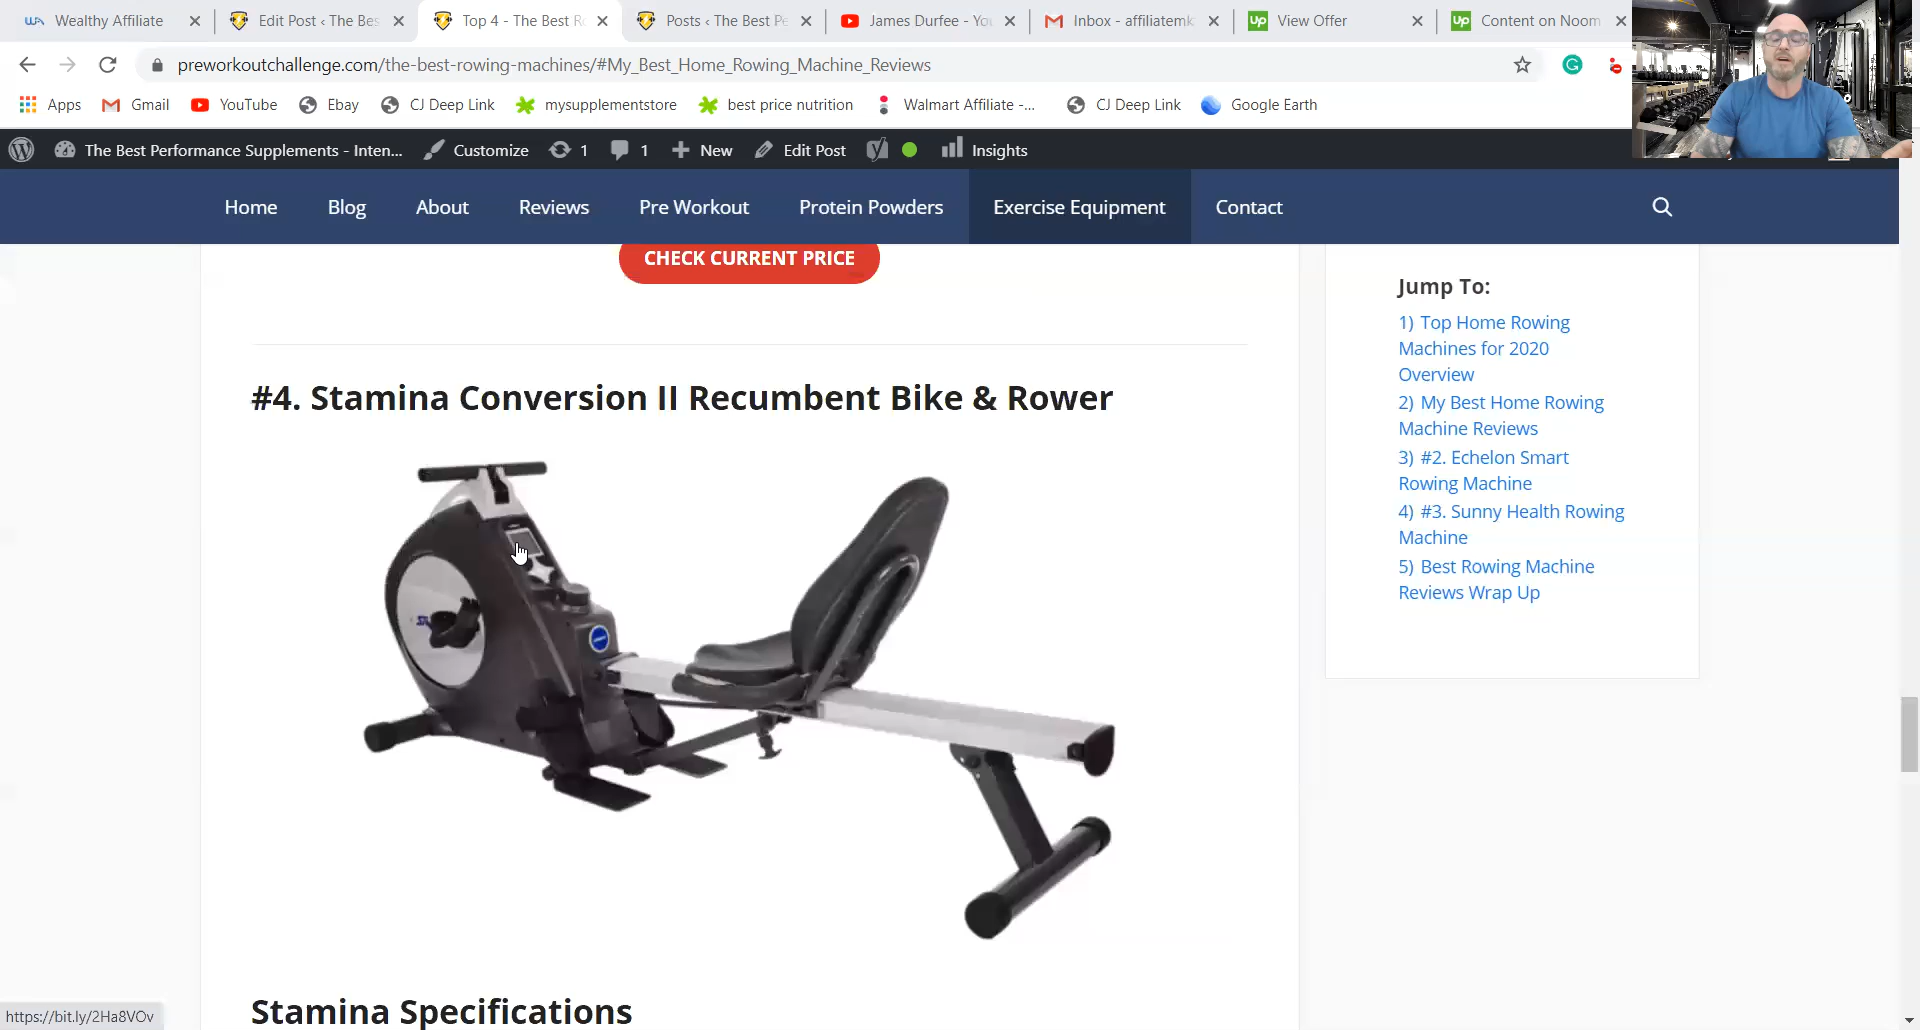 Wealthy Affiliate
Edit Post ‹ The Bes
Top 4 - The Best Ro
Posts ‹ The Best Pe
James Durfee - You
Inbox - affiliatemk
up View Offer
up Content on Noom
preworkoutchallenge.com/the-best-rowing-machines/#My_Best_Home_Rowing_Machine_Reviews
Apps
Gmail
YouTube
Ebay
CJ Deep Link
mysupplementstore
best price nutrition
Walmart Affiliate -...
CJ Deep Link
Google Earth
The Best Performance Supplements - Inten...
Customize
1
1
New
Edit Post
Insights
Home
Blog
About
Reviews
Pre Workout
Protein Powders
Exercise Equipment
Contact
CHECK CURRENT PRICE
#4. Stamina Conversion II Recumbent Bike & Rower
Stamina Specifications
Jump To:
1) Top Home Rowing
Machines for 2020
Overview
2) My Best Home Rowing
Machine Reviews
3) #2. Echelon Smart
Rowing Machine
4) #3. Sunny Health Rowing
Machine
5) Best Rowing Machine
Reviews Wrap Up
https://bit.ly/2Ha8VOv